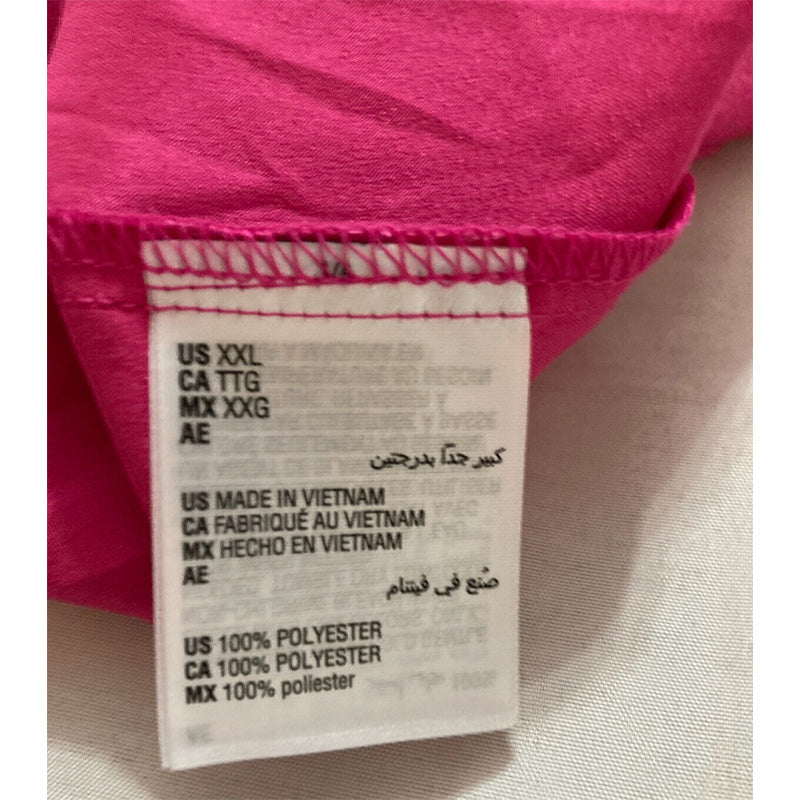 US XXL
CA TTG
MX XXG
AE
كبير جدًا بدرجتين
US MADE IN VIETNAM
CA FABRIQUÉ AU VIETNAM
MX HECHO EN VIETNAM
AE
صُنع في فيتنام
US 100% POLYESTER
CA 100% POLYESTER
MX 100% poliester